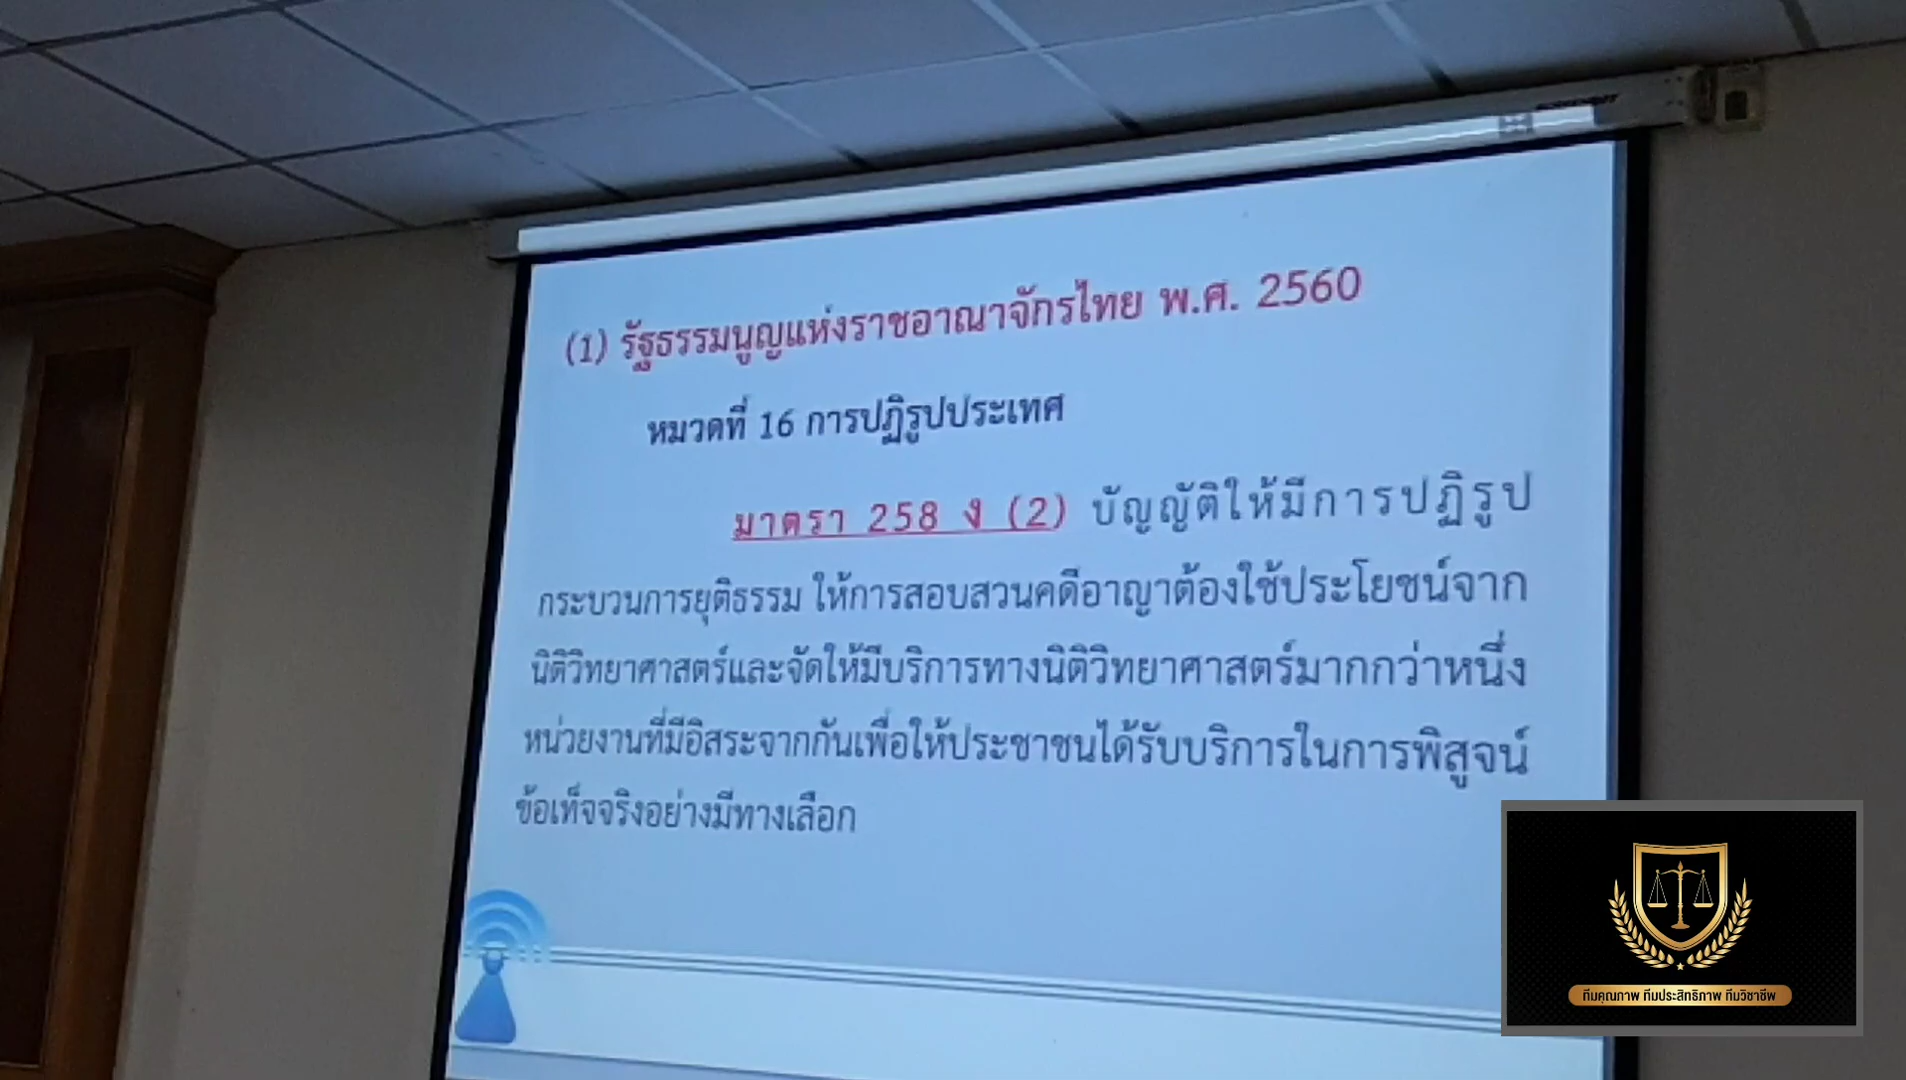 (1) รัฐธรรมนูญแห่งราชอาณาจักรไทย พ.ศ. 2560
หมวดที่ 16 การปฏิรูปประเทศ
มาตรา 258 ง (2) บัญญัติให้มีการปฏิรูป
กระบวนการยุติธรรม ให้การสอบสวนคดีอาญาต้องใช้ประโยชน์จาก
นิติวิทยาศาสตร์และจัดให้มีบริการทางนิติวิทยาศาสตร์มากกว่าหนึ่ง
หน่วยงานที่มีอิสระจากกันเพื่อให้ประชาชนได้รับบริการในการพิสูจน์
ข้อเท็จจริงอย่างมีทางเลือก
ทีมคุณภาพ ทีมประสิทธิภาพ ทีมวิชาชีพ